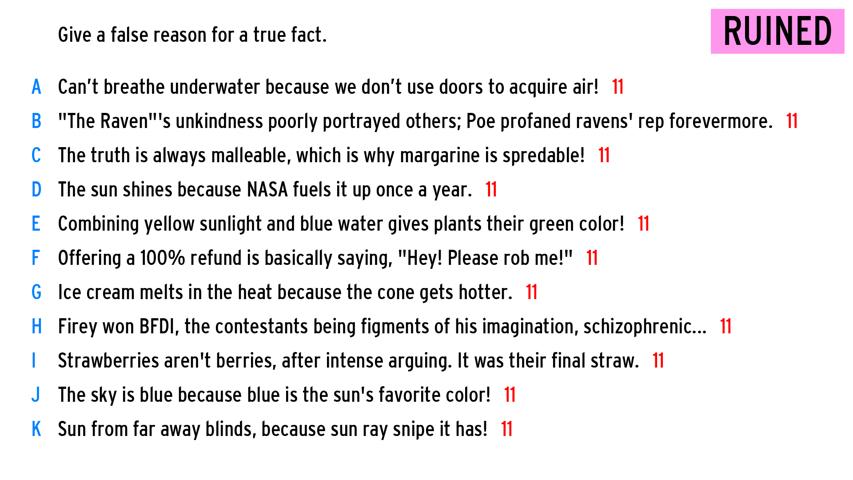 Give a false reason for a true fact.
RUINED
A Can't breathe underwater because we don't use doors to acquire air! 11
B "The Raven"'s unkindness poorly portrayed others; Poe profaned ravens' rep forevermore. 11
C The truth is always malleable, which is why margarine is spredable! 11
D The sun shines because NASA fuels it up once a year. 11
E Combining yellow sunlight and blue water gives plants their green color! 11
F Offering a 100% refund is basically saying, "Hey! Please rob me!" 11
G Ice cream melts in the heat because the cone gets hotter. 11
H Firey won BFDI, the contestants being figments of his imagination, schizophrenic... 11
I Strawberries aren't berries, after intense arguing. It was their final straw. 11
J The sky is blue because blue is the sun's favorite color! 11
K Sun from far away blinds, because sun ray snipe it has! 11